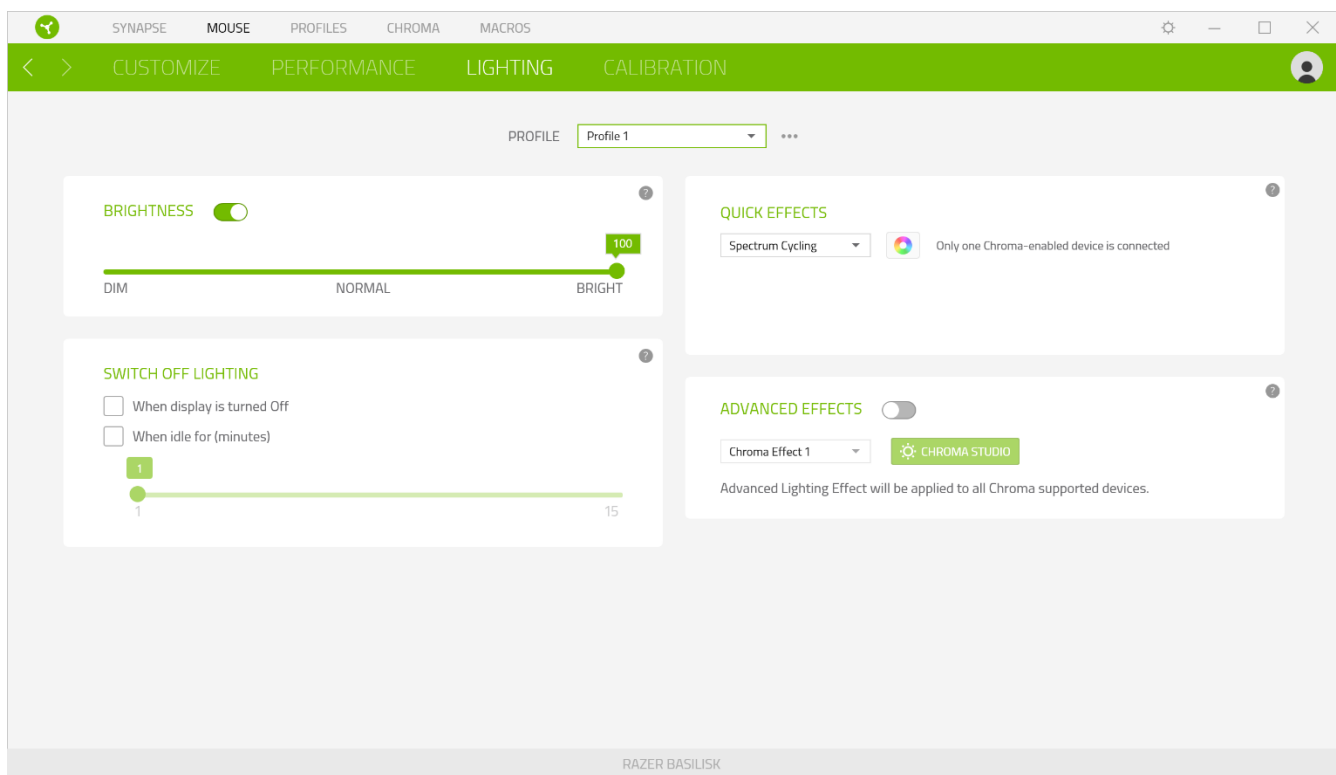 SYNAPSE MOUSE PROFILES CHROMA MACROS
CUSTOMIZE PERFORMANCE LIGHTING CALIBRATION
PROFILE Profile 1
BRIGHTNESS
100
DIM NORMAL BRIGHT
SWITCH OFF LIGHTING
When display is turned Off
When idle for (minutes)
1
1 15
QUICK EFFECTS
Spectrum Cycling Only one Chroma-enabled device is connected
ADVANCED EFFECTS
Chroma Effect 1 CHROMA STUDIO
Advanced Lighting Effect will be applied to all Chroma supported devices.
RAZER BASILISK